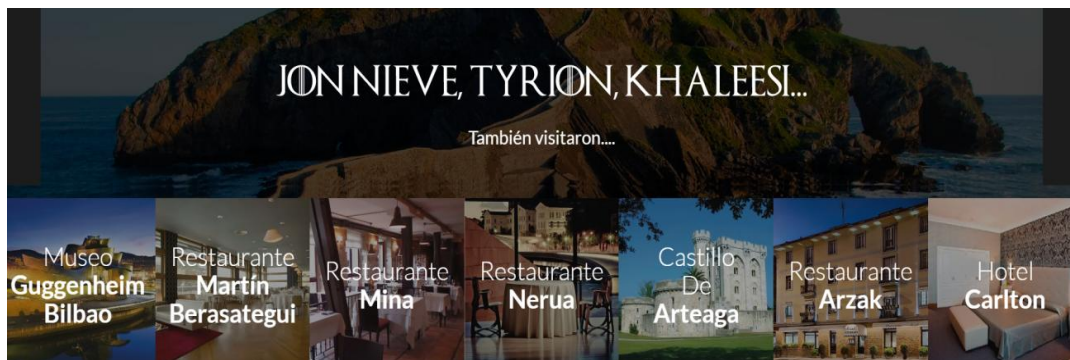 JON NIEVE, TYRION, KHALEESI...
También visitaron....
Museo
Guggenheim
Bilbao
Restaurante
Martín
Berasategui
Restaurante
Mina
Restaurante
Nerua
Castillo
De
Arteaga
Restaurante
Arzak
Hotel
Carlton